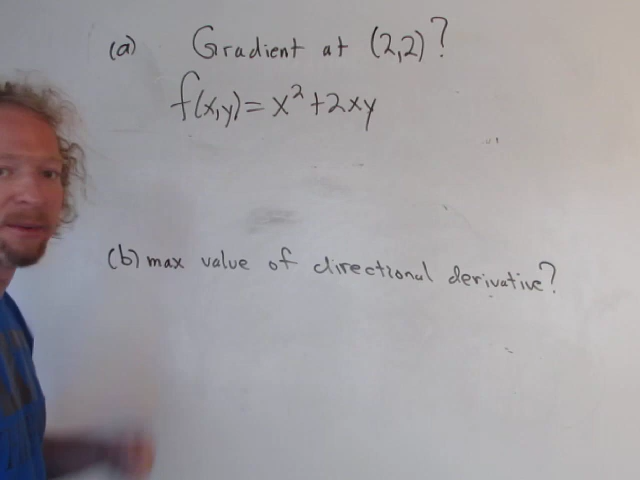 (a) Gradient at (2,2)?
f(x,y)=x²+2xy
(b) max value of directional derivative?